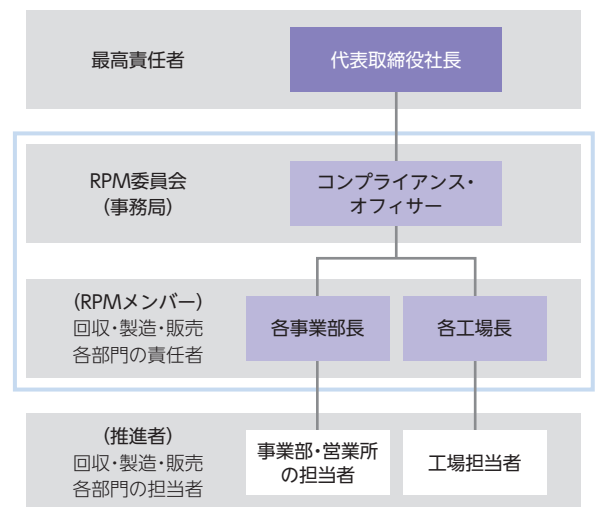 最高責任者
代表取締役社長
RPM委員会
(事務局)
コンプライアンス・
オフィサー
(RPMメンバー)
回収・製造・販売
各部門の責任者
各事業部長
各工場長
(推進者)
回収・製造・販売
各部門の担当者
事業部・営業所
の担当者
工場担当者